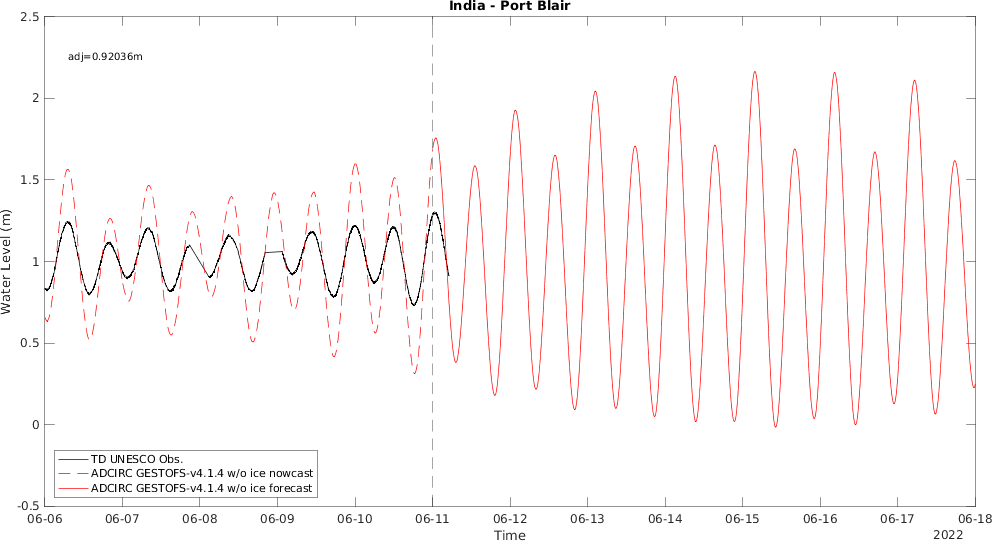 India - Port Blair
adj=0.92036m
2.5
2
1.5
1
0.5
0
-0.5
Water Level (m)
TD UNESCO Obs.
ADCIRC GESTOFS-v4.1.4 w/o ice nowcast
ADCIRC GESTOFS-v4.1.4 w/o ice forecast
06-06 06-07 06-08 06-09 06-10 06-11 06-12 06-13 06-14 06-15 06-16 06-17 06-18
Time
2022